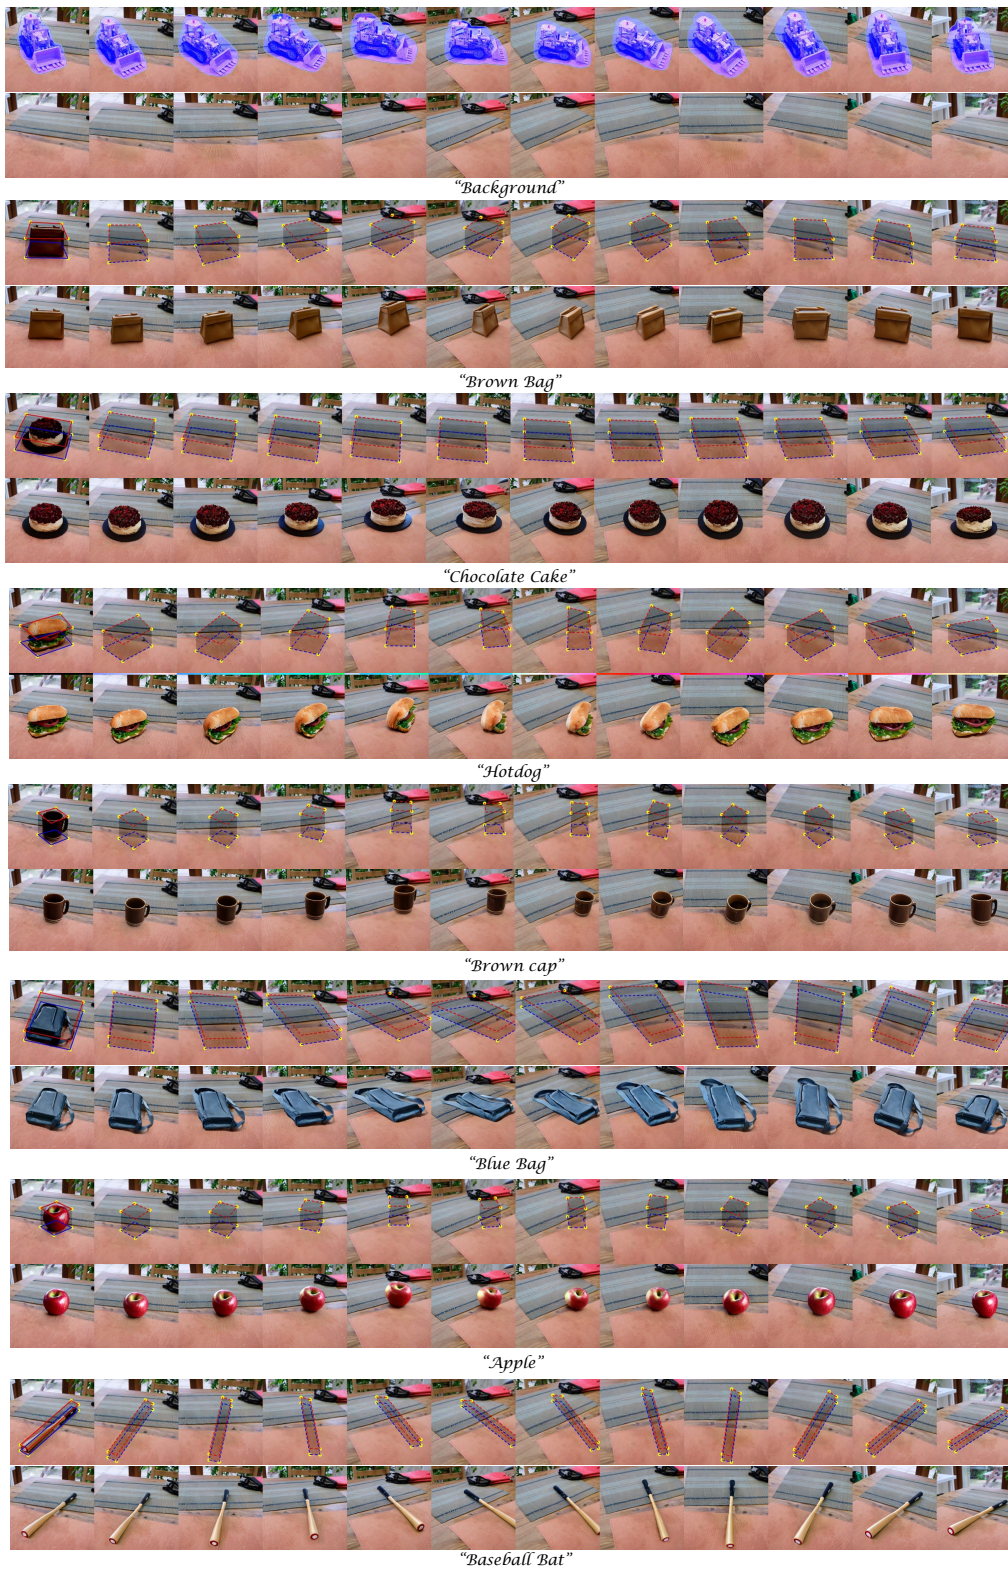 “Background”
“Brown Bag”
“Chocolate Cake”
“Hotdog”
“Brown cap”
“Blue Bag”
“Apple”
“Baseball Bat”